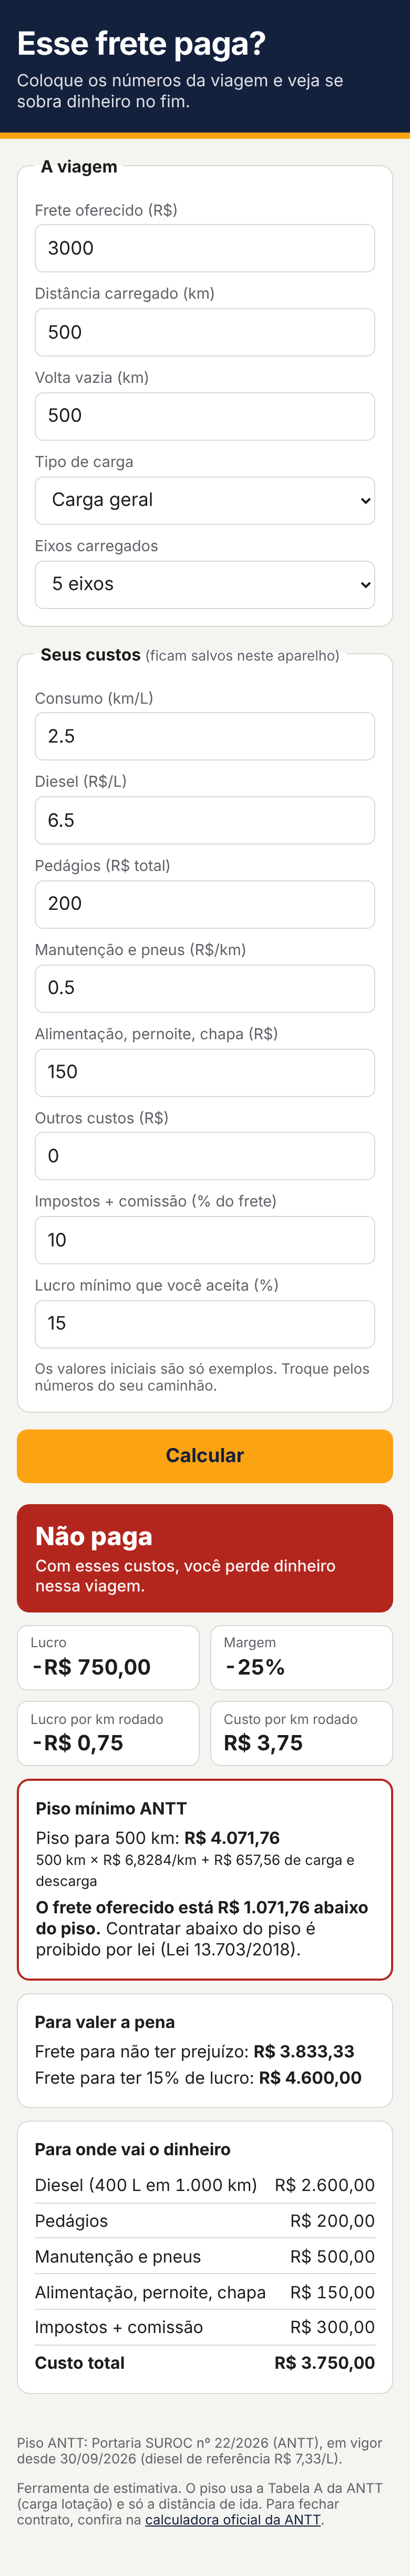 Esse frete paga?
Coloque os números da viagem e veja se
sobra dinheiro no fim.
A viagem
Frete oferecido (R$)
3000
Distância carregado (km)
500
Volta vazia (km)
500
Tipo de carga
Carga geral
Eixos carregados
5 eixos
Seus custos (ficam salvos neste aparelho)
Consumo (km/L)
2.5
Diesel (R$/L)
6.5
Pedágios (R$ total)
200
Manutenção e pneus (R$/km)
0.5
Alimentação, pernoite, chapa (R$)
150
Outros custos (R$)
0
Impostos + comissão (% do frete)
10
Lucro mínimo que você aceita (%)
15
Os valores iniciais são só exemplos. Troque pelos
números do seu caminhão.
Calcular
Não paga
Com esses custos, você perde dinheiro
nessa viagem.
Lucro
-R$ 750,00
Margem
-25%
Lucro por km rodado
-R$ 0,75
Custo por km rodado
R$ 3,75
Piso mínimo ANTT
Piso para 500 km: R$ 4.071,76
500 km × R$ 6,8284/km + R$ 657,56 de carga e
descarga
O frete oferecido está R$ 1.071,76 abaixo
do piso. Contratar abaixo do piso é
proibido por lei (Lei 13.703/2018).
Para valer a pena
Frete para não ter prejuízo: R$ 3.833,33
Frete para ter 15% de lucro: R$ 4.600,00
Para onde vai o dinheiro
Diesel (400 L em 1.000 km) R$ 2.600,00
Pedágios R$ 200,00
Manutenção e pneus R$ 500,00
Alimentação, pernoite, chapa R$ 150,00
Impostos + comissão R$ 300,00
Custo total R$ 3.750,00
Piso ANTT: Portaria SUROC nº 22/2026 (ANTT), em vigor
desde 30/09/2026 (diesel de referência R$ 7,33/L).
Ferramenta de estimativa. O piso usa a Tabela A da ANTT
(carga lotação) e só a distância de ida. Para fechar
contrato, confira na calculadora oficial da ANTT.